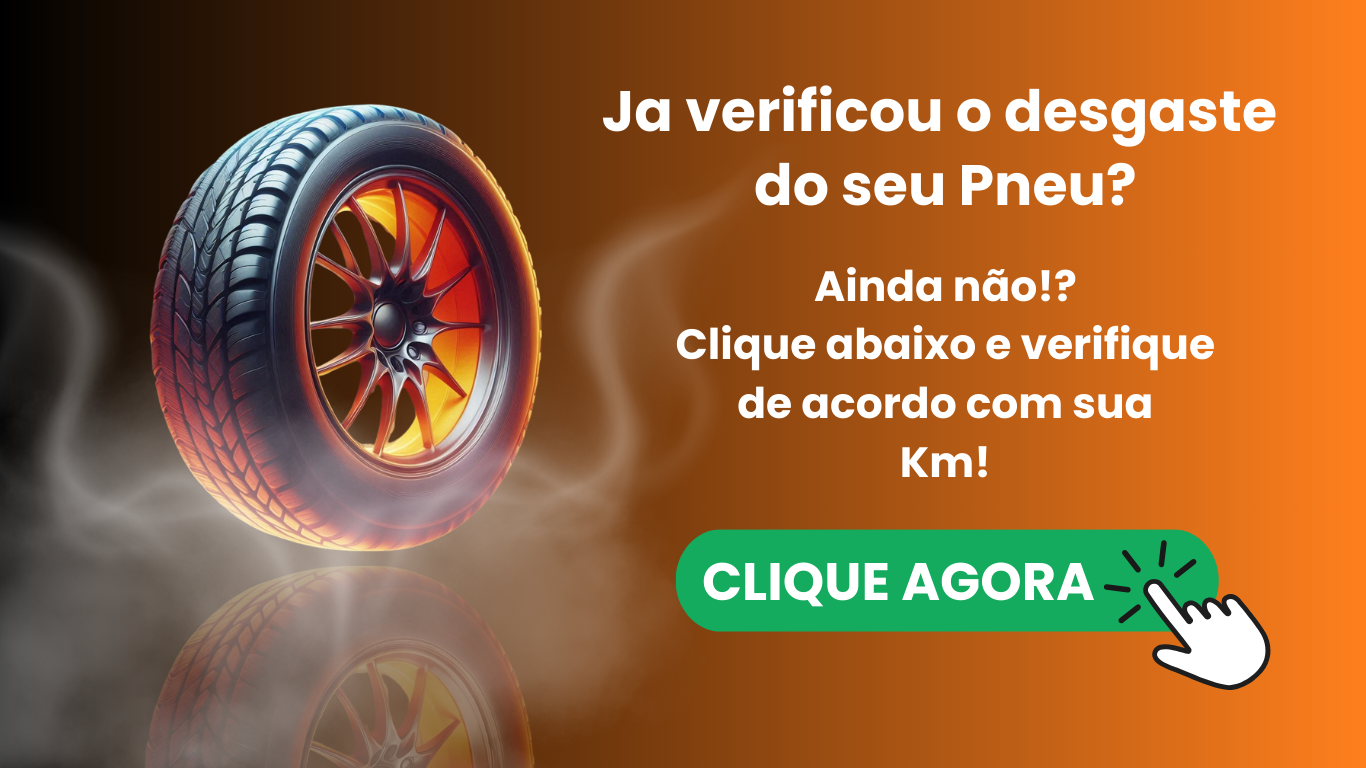 Ja verificou o desgaste
do seu Pneu?
Ainda não!?
Clique abaixo e verifique
de acordo com sua
Km!
CLIQUE AGORA